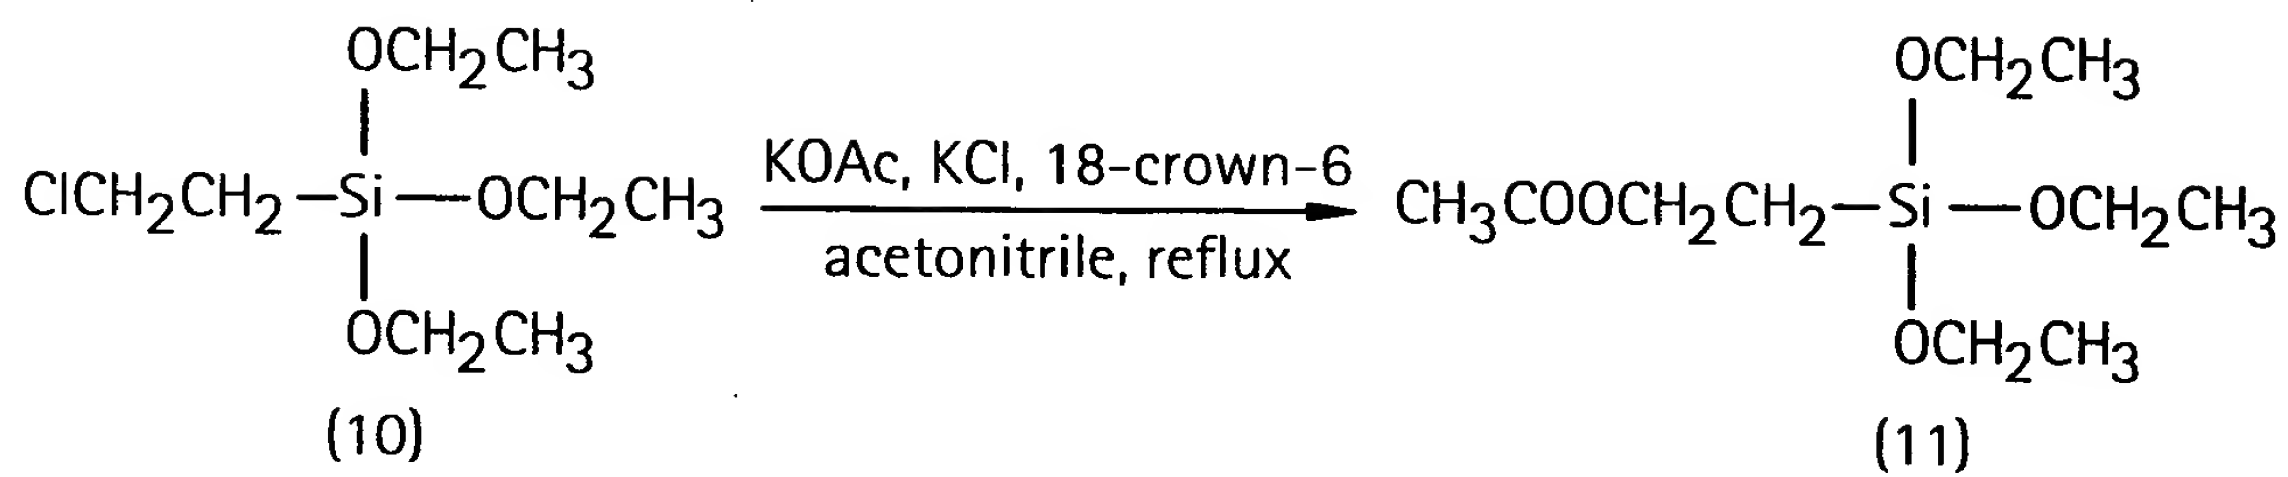 OCH2CH3
ClCH2CH2—Si—OCH2CH3
OCH2CH3
(10)
KOAc, KCl, 18-crown-6
acetonitrile, reflux
OCH2CH3
CH3COOCH2CH2—Si—OCH2CH3
OCH2CH3
(11)